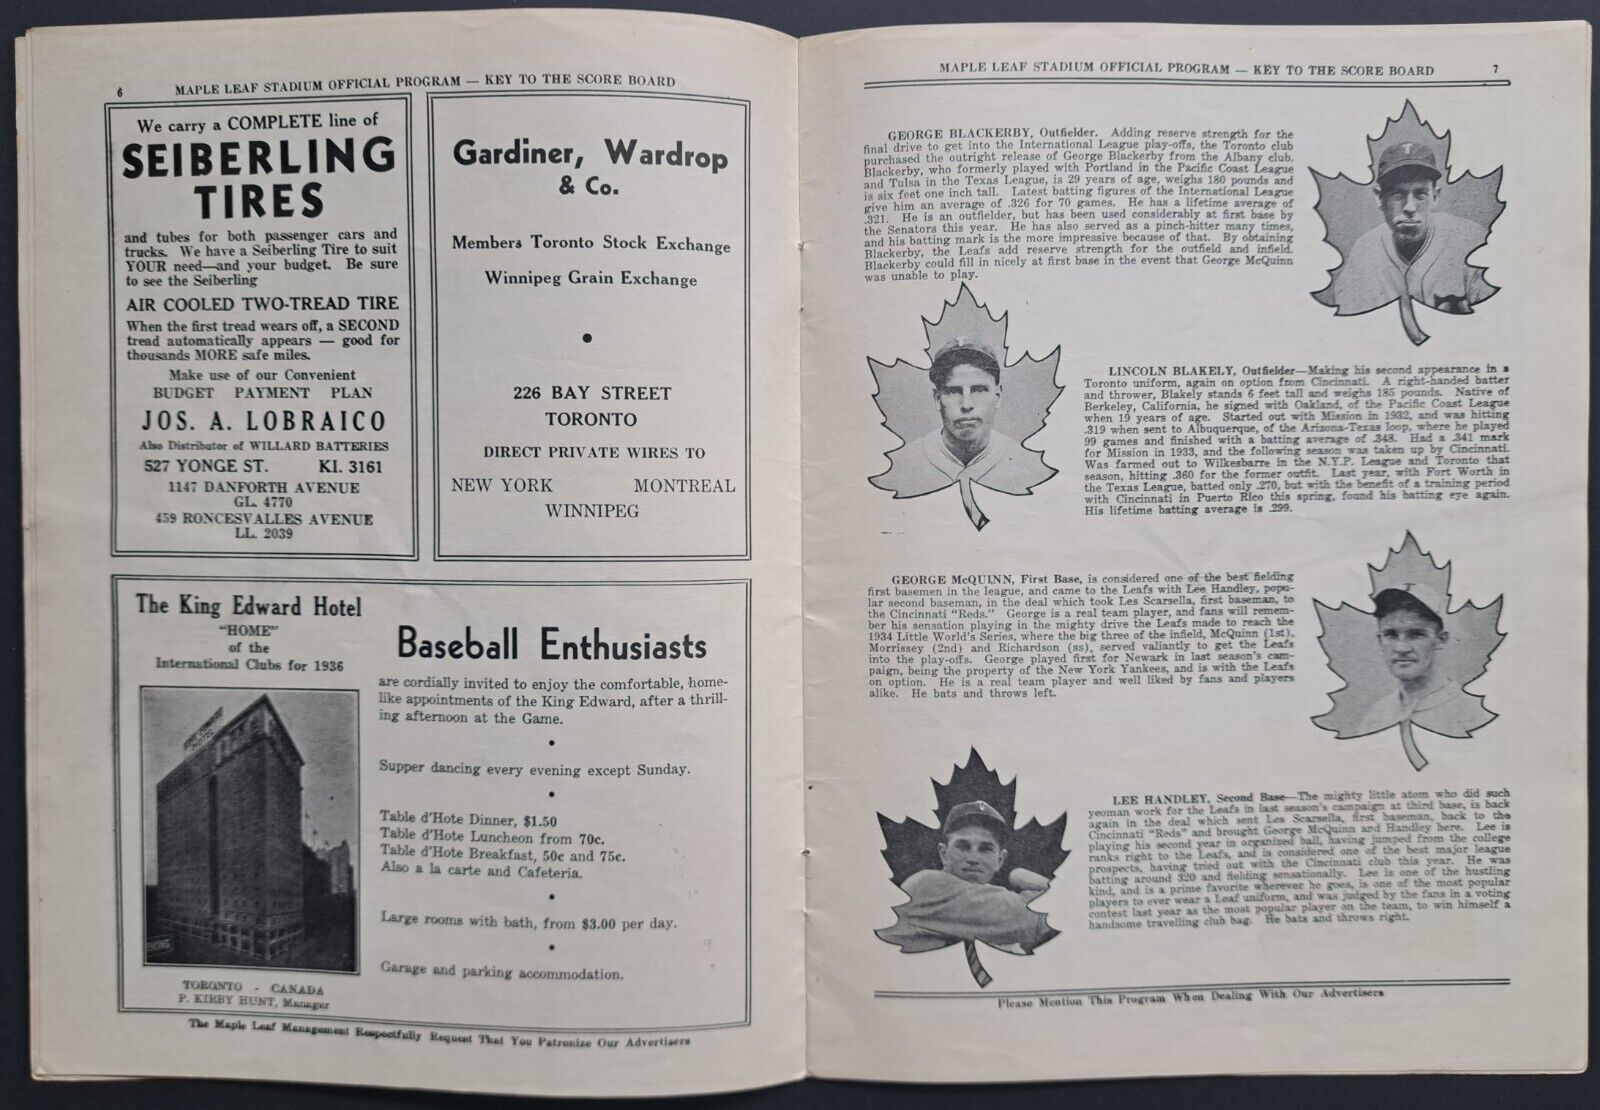 6
MAPLE LEAF STADIUM OFFICIAL PROGRAM — KEY TO THE SCORE BOARD
We carry a COMPLETE line of
SEIBERLING
TIRES
and tubes for both passenger cars and
trucks. We have a Seiberling Tire to suit
YOUR need—and your budget. Be sure
to see the Seiberling
AIR COOLED TWO-TREAD TIRE
When the first tread wears off, a SECOND
tread automatically appears — good for
thousands MORE safe miles.
Make use of our Convenient
BUDGET PAYMENT PLAN
JOS. A. LOBRAICO
Also Distributor of WILLARD BATTERIES
527 YONGE ST. KI. 3161
1147 DANFORTH AVENUE
GL. 4770
459 RONCESVALLES AVENUE
LL. 2039
Gardiner, Wardrop
& Co.
Members Toronto Stock Exchange
Winnipeg Grain Exchange
•
226 BAY STREET
TORONTO
DIRECT PRIVATE WIRES TO
NEW YORK MONTREAL
WINNIPEG
The King Edward Hotel
"HOME"
of the
International Clubs for 1936
KING EDWARD
HOTEL
PARKING
TORONTO - CANADA
P. KIRBY HUNT, Manager
Baseball Enthusiasts
are cordially invited to enjoy the comfortable, home-
like appointments of the King Edward, after a thrill-
ing afternoon at the Game.
•
Supper dancing every evening except Sunday.
•
Table d'Hote Dinner, $1.50
Table d'Hote Luncheon from 70c.
Table d'Hote Breakfast, 50c and 75c.
Also a la carte and Cafeteria.
•
Large rooms with bath, from $3.00 per day.
•
Garage and parking accommodation.
The Maple Leaf Management Respectfully Request That You Patronize Our Advertisers
MAPLE LEAF STADIUM OFFICIAL PROGRAM — KEY TO THE SCORE BOARD
7
GEORGE BLACKERBY, Outfielder. Adding reserve strength for the
final drive to get into the International League play-offs, the Toronto club
purchased the outright release of George Blackerby from the Albany club.
Blackerby, who formerly played with Portland in the Pacific Coast League
and Tulsa in the Texas League, is 29 years of age, weighs 180 pounds and
is six feet one inch tall. Latest batting figures of the International League
give him an average of .326 for 70 games. He has a lifetime average of
.321. He is an outfielder, but has been used considerably at first base by
the Senators this year. He has also served as a pinch-hitter many times,
and his batting mark is the more impressive because of that. By obtaining
Blackerby, the Leafs add reserve strength for the outfield and infield.
Blackerby could fill in nicely at first base in the event that George McQuinn
was unable to play.
T
T
LINCOLN BLAKELY, Outfielder—Making his second appearance in a
Toronto uniform, again on option from Cincinnati. A right-handed batter
and thrower, Blakely stands 6 feet tall and weighs 185 pounds. Native of
Berkeley, California, he signed with Oakland, of the Pacific Coast League
when 19 years of age. Started out with Mission in 1932, and was hitting
.319 when sent to Albuquerque, of the Arizona-Texas loop, where he played
99 games and finished with a batting average of .348. Had a .341 mark
for Mission in 1933, and the following season was taken up by Cincinnati.
Was farmed out to Wilkesbarre in the N.Y.P. League and Toronto that
season, hitting .360 for the former outfit. Last year, with Fort Worth in
the Texas League, batted only .270, but with the benefit of a training period
with Cincinnati in Puerto Rico this spring, found his batting eye again.
His lifetime batting average is .299.
GEORGE McQUINN, First Base, is considered one of the best fielding
first basemen in the league, and came to the Leafs with Lee Handley, popu-
lar second baseman, in the deal which took Les Scarsella, first baseman, to
the Cincinnati "Reds." George is a real team player, and fans will remem-
ber his sensation playing in the mighty drive the Leafs made to reach the
1934 Little World's Series, where the big three of the infield, McQuinn (1st),
Morrissey (2nd) and Richardson (ss), served valiantly to get the Leafs
into the play-offs. George played first for Newark in last season's cam-
paign, being the property of the New York Yankees, and is with the Leafs
on option. He is a real team player and well liked by fans and players
alike. He bats and throws left.
T
T
LEE HANDLEY, Second Base—The mighty little atom who did such
yeoman work for the Leafs in last season's campaign at third base, is back
again in the deal which sent Les Scarsella, first baseman, back to the
Cincinnati "Reds" and brought George McQuinn and Handley here. Lee is
playing his second year in organized ball, having jumped from the college
ranks right to the Leafs, and is considered one of the best major league
prospects, having tried out with the Cincinnati club this year. He was
batting around 320 and fielding sensationally. Lee is one of the hustling
kind, and is a prime favorite wherever he goes, is one of the most popular
players to ever wear a Leaf uniform, and was judged by the fans in a voting
contest last year as the most popular player on the team, to win himself a
handsome travelling club bag. He bats and throws right.
Please Mention This Program When Dealing With Our Advertisers